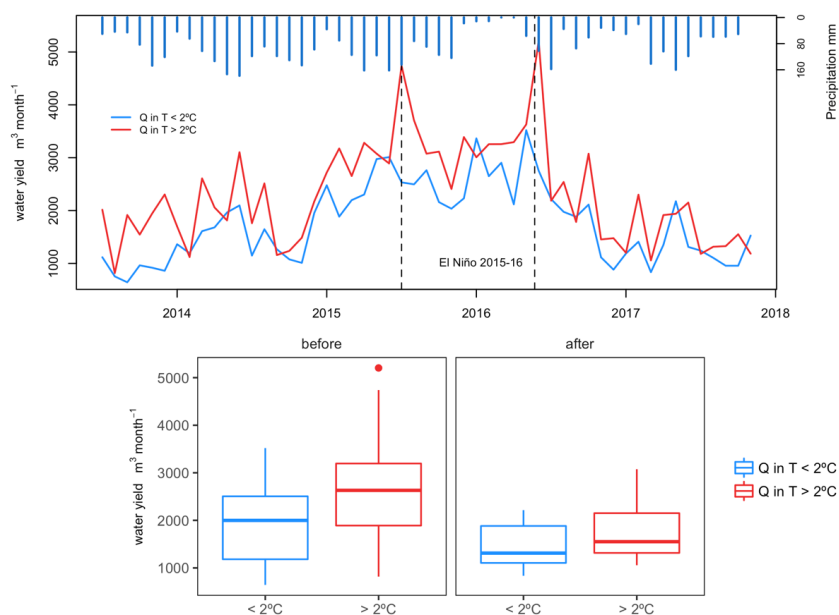 0
80
160
Precipitation mm
5000
4000
3000
2000
1000
water yield m³ month⁻¹
Q in T < 2ºC
Q in T > 2ºC
El Niño 2015-16
2014 2015 2016 2017 2018
before after
5000
4000
3000
2000
1000
water yield m³ month⁻¹
< 2ºC > 2ºC < 2ºC > 2ºC
Q in T < 2ºC
Q in T > 2ºC